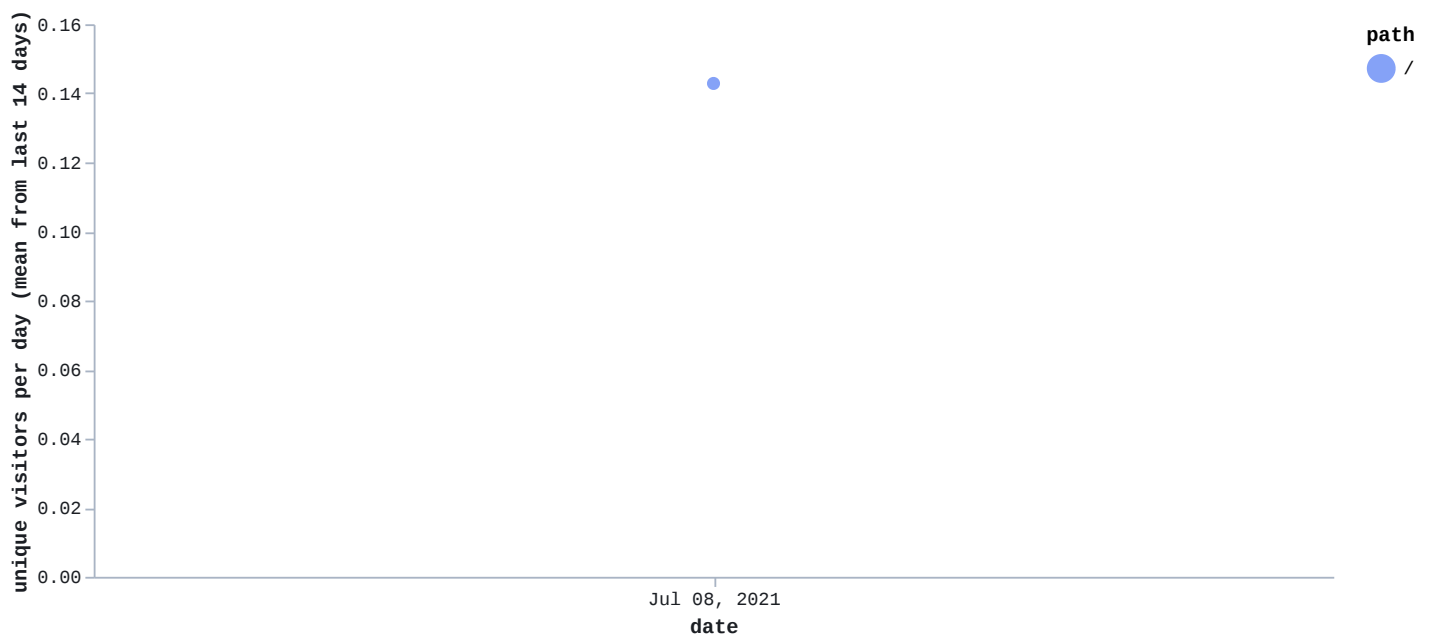 unique visitors per day (mean from last 14 days)
0.16
0.14
0.12
0.10
0.08
0.06
0.04
0.02
0.00
Jul 08, 2021
date
path
/